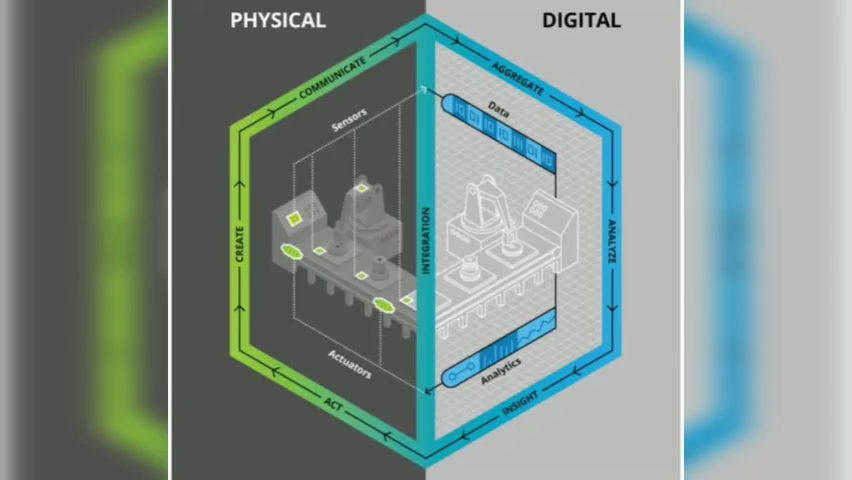 PHYSICAL
DIGITAL
COMMUNICATE
AGGREGATE
Sensors
Data
CREATE
INTEGRATION
ANALYZE
Actuators
Analytics
ACT
INSIGHT